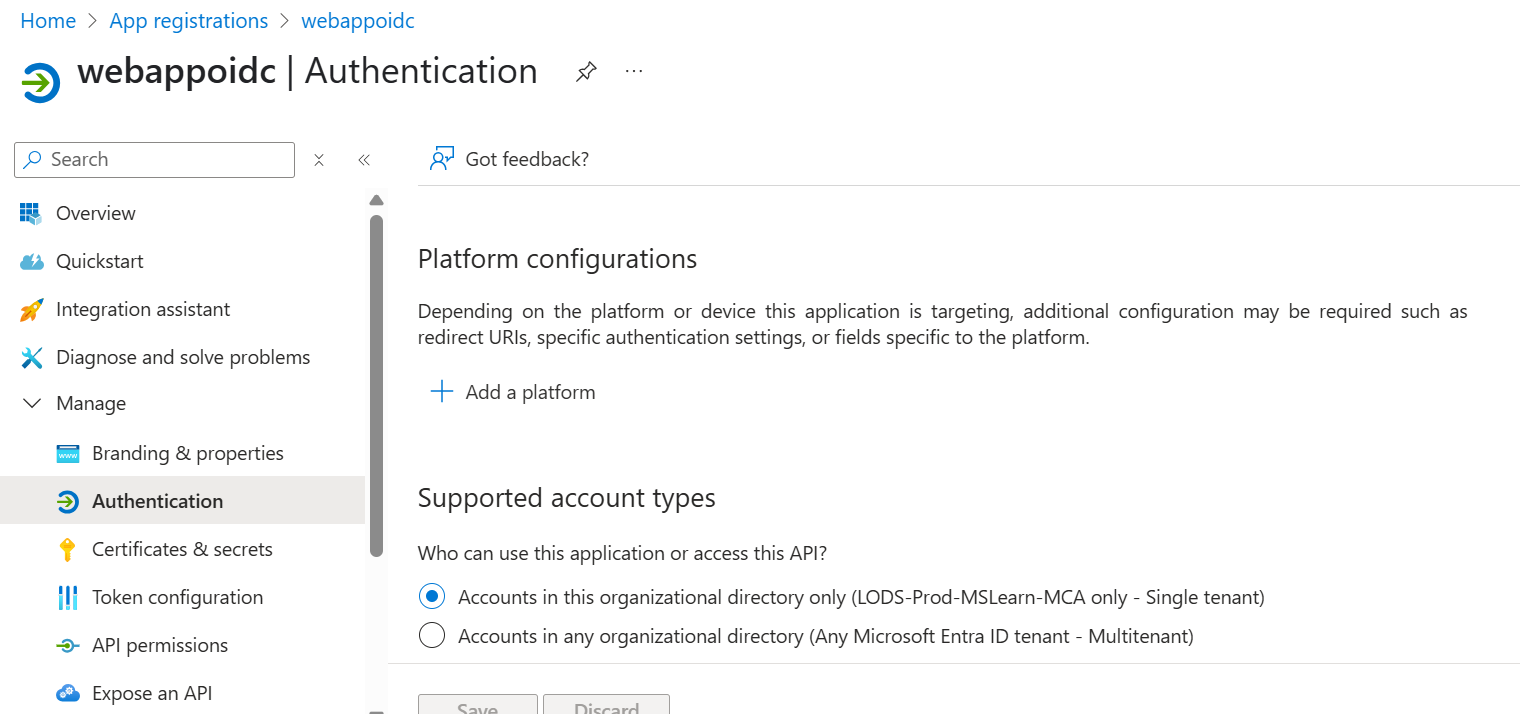 Home > App registrations > webappoidc
webappoidc | Authentication
Search
Got feedback?
Overview
Quickstart
Integration assistant
Diagnose and solve problems
Manage
Branding & properties
Authentication
Certificates & secrets
Token configuration
API permissions
Expose an API
Platform configurations
Depending on the platform or device this application is targeting, additional configuration may be required such as
redirect URIs, specific authentication settings, or fields specific to the platform.
Add a platform
Supported account types
Who can use this application or access this API?
Accounts in this organizational directory only (LODS-Prod-MSLearn-MCA only - Single tenant)
Accounts in any organizational directory (Any Microsoft Entra ID tenant - Multitenant)
Save
Discard